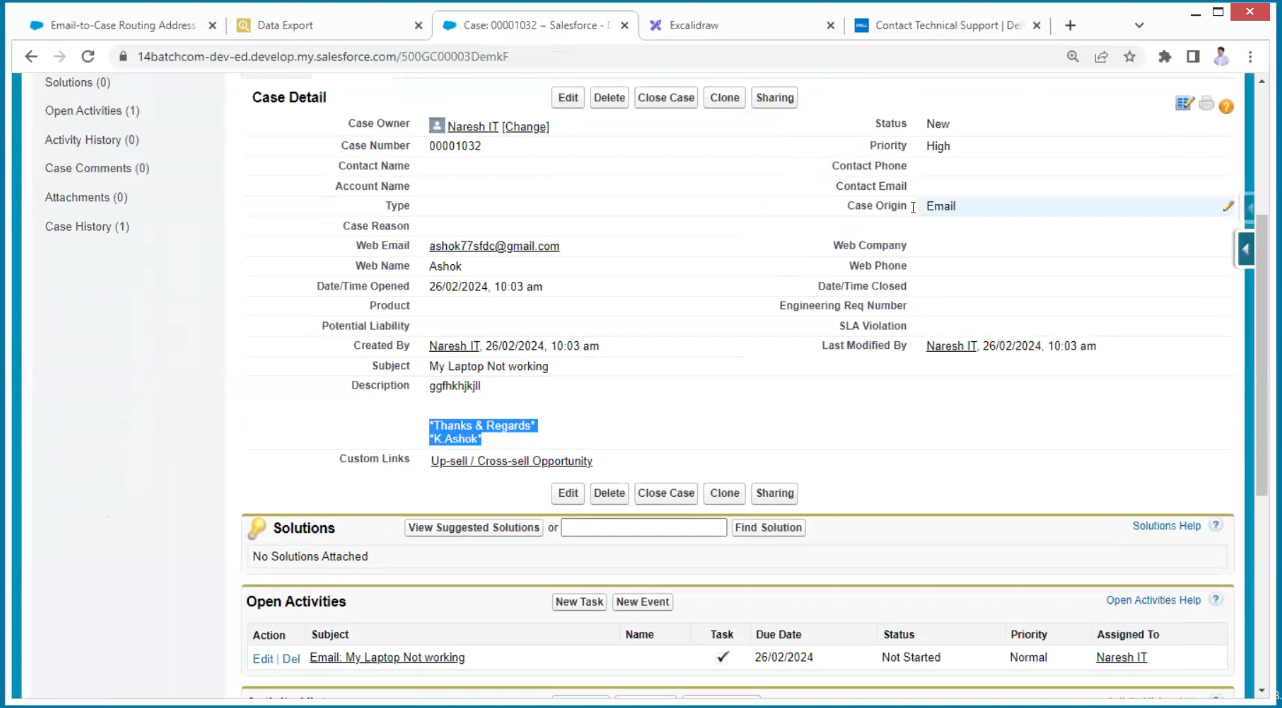 Email-to-Case Routing Address
Data Export
Case: 00001032 ~ Salesforce - D
Excalidraw
Contact Technical Support | Del
14batchcom-dev-ed.develop.my.salesforce.com/500GC00003DemkF
Solutions (0)
Open Activities (1)
Activity History (0)
Case Comments (0)
Attachments (0)
Case History (1)
Case Detail
Edit Delete Close Case Clone Sharing
Case Owner Naresh IT [Change] Status New
Case Number 00001032 Priority High
Contact Name Contact Phone
Account Name Contact Email
Type Case Origin Email
Case Reason
Web Email ashok77sfdc@gmail.com Web Company
Web Name Ashok Web Phone
Date/Time Opened 26/02/2024, 10:03 am Date/Time Closed
Product Engineering Req Number
Potential Liability SLA Violation
Created By Naresh IT, 26/02/2024, 10:03 am Last Modified By Naresh IT, 26/02/2024, 10:03 am
Subject My Laptop Not working
Description ggfhkhjkjll
*Thanks & Regards*
*K.Ashok*
Custom Links Up-sell / Cross-sell Opportunity
Edit Delete Close Case Clone Sharing
Solutions View Suggested Solutions or Find Solution Solutions Help ?
No Solutions Attached
Open Activities New Task New Event Open Activities Help ?
Action Subject Name Task Due Date Status Priority Assigned To
Edit | Del Email: My Laptop Not working 26/02/2024 Not Started Normal Naresh IT